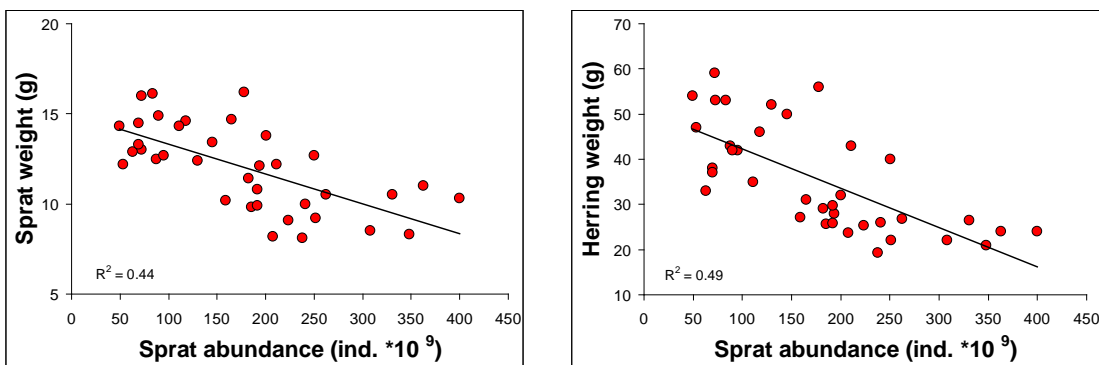 20
15
10
5
Sprat weight (g)
R² = 0.44
0 50 100 150 200 250 300 350 400 450
Sprat abundance (ind. *10 ⁹)
70
60
50
40
30
20
10
Herring weight (g)
R² = 0.49
0 50 100 150 200 250 300 350 400 450
Sprat abundance (ind. *10 ⁹)